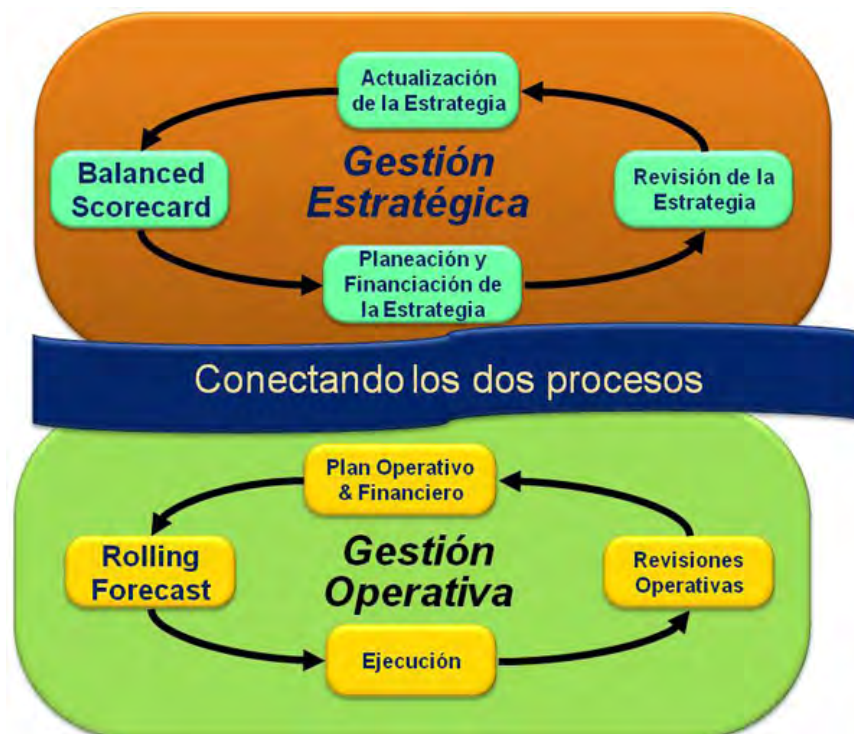 Actualización
de la Estrategia
Gestión
Estratégica
Balanced
Scorecard
Revisión de la
Estrategia
Planeación y
Financiación de
la Estrategia
Conectando los dos procesos
Plan Operativo
& Financiero
Gestión
Operativa
Rolling
Forecast
Revisiones
Operativas
Ejecución